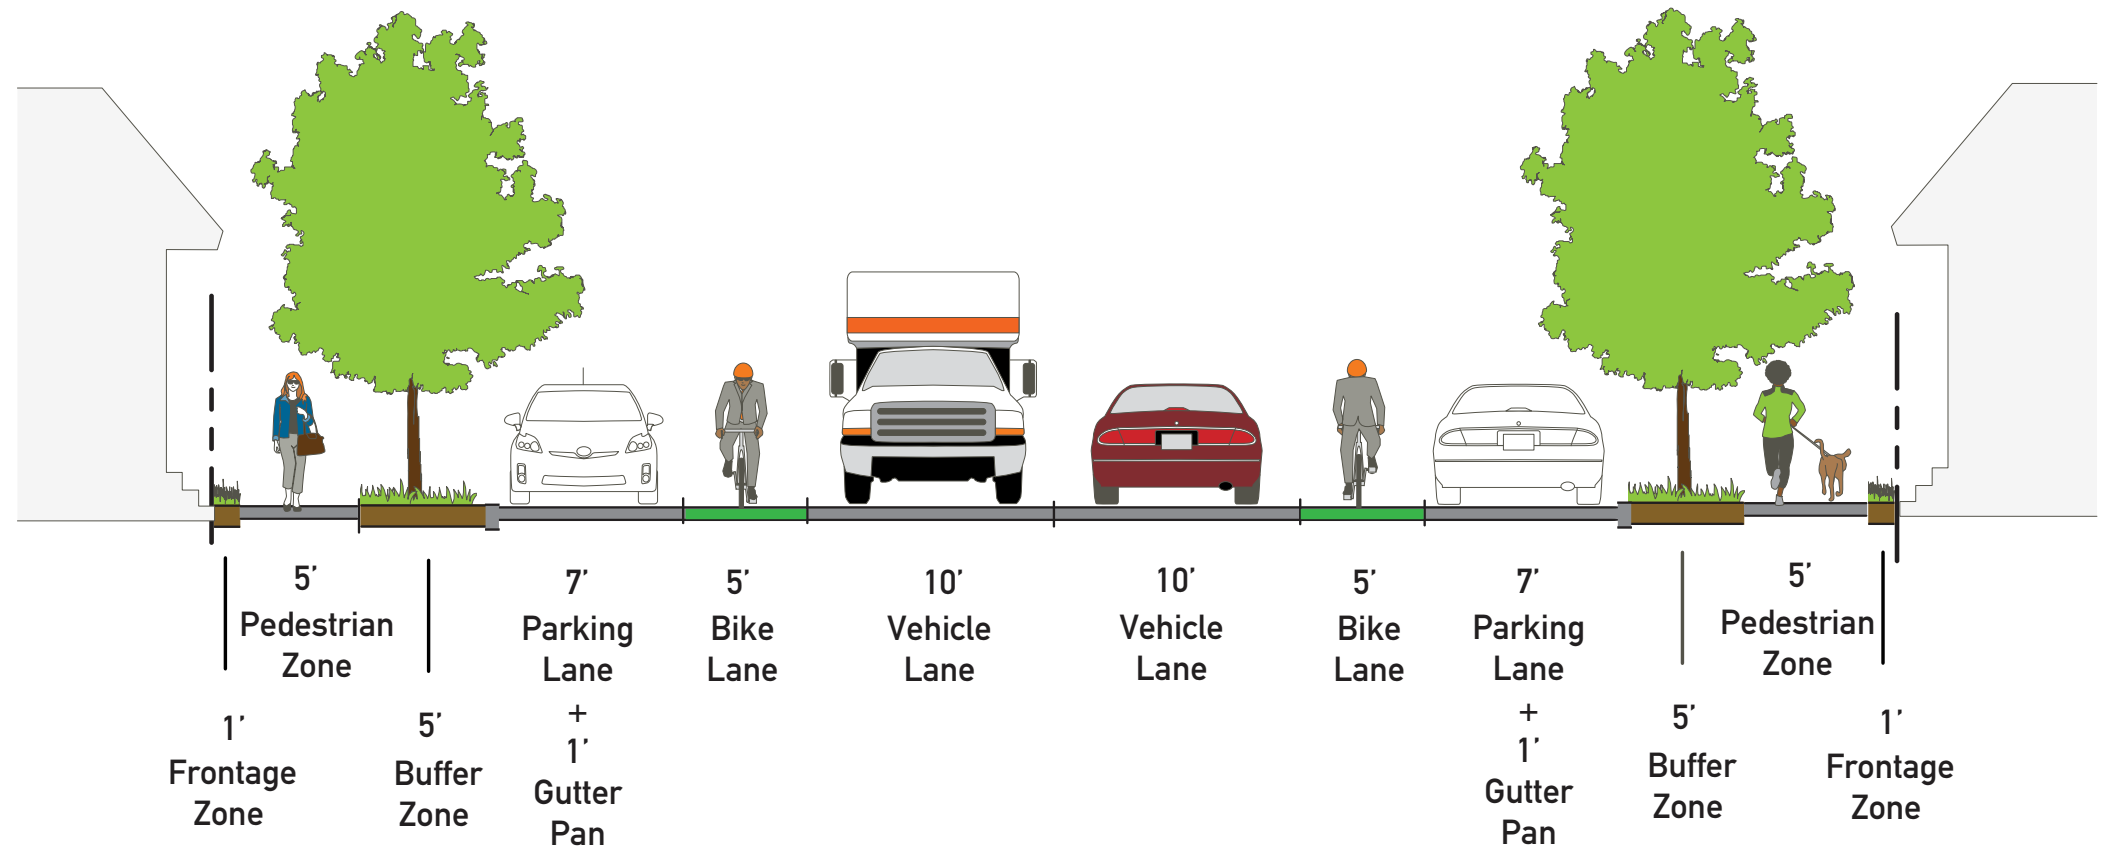 5’
Pedestrian
Zone
1’
Frontage
Zone
5’
Buffer
Zone
7’
Parking
Lane
+
1’
Gutter
Pan
5’
Bike
Lane
10’
Vehicle
Lane
10’
Vehicle
Lane
5’
Bike
Lane
7’
Parking
Lane
+
1’
Gutter
Pan
5’
Buffer
Zone
5’
Pedestrian
Zone
1’
Frontage
Zone